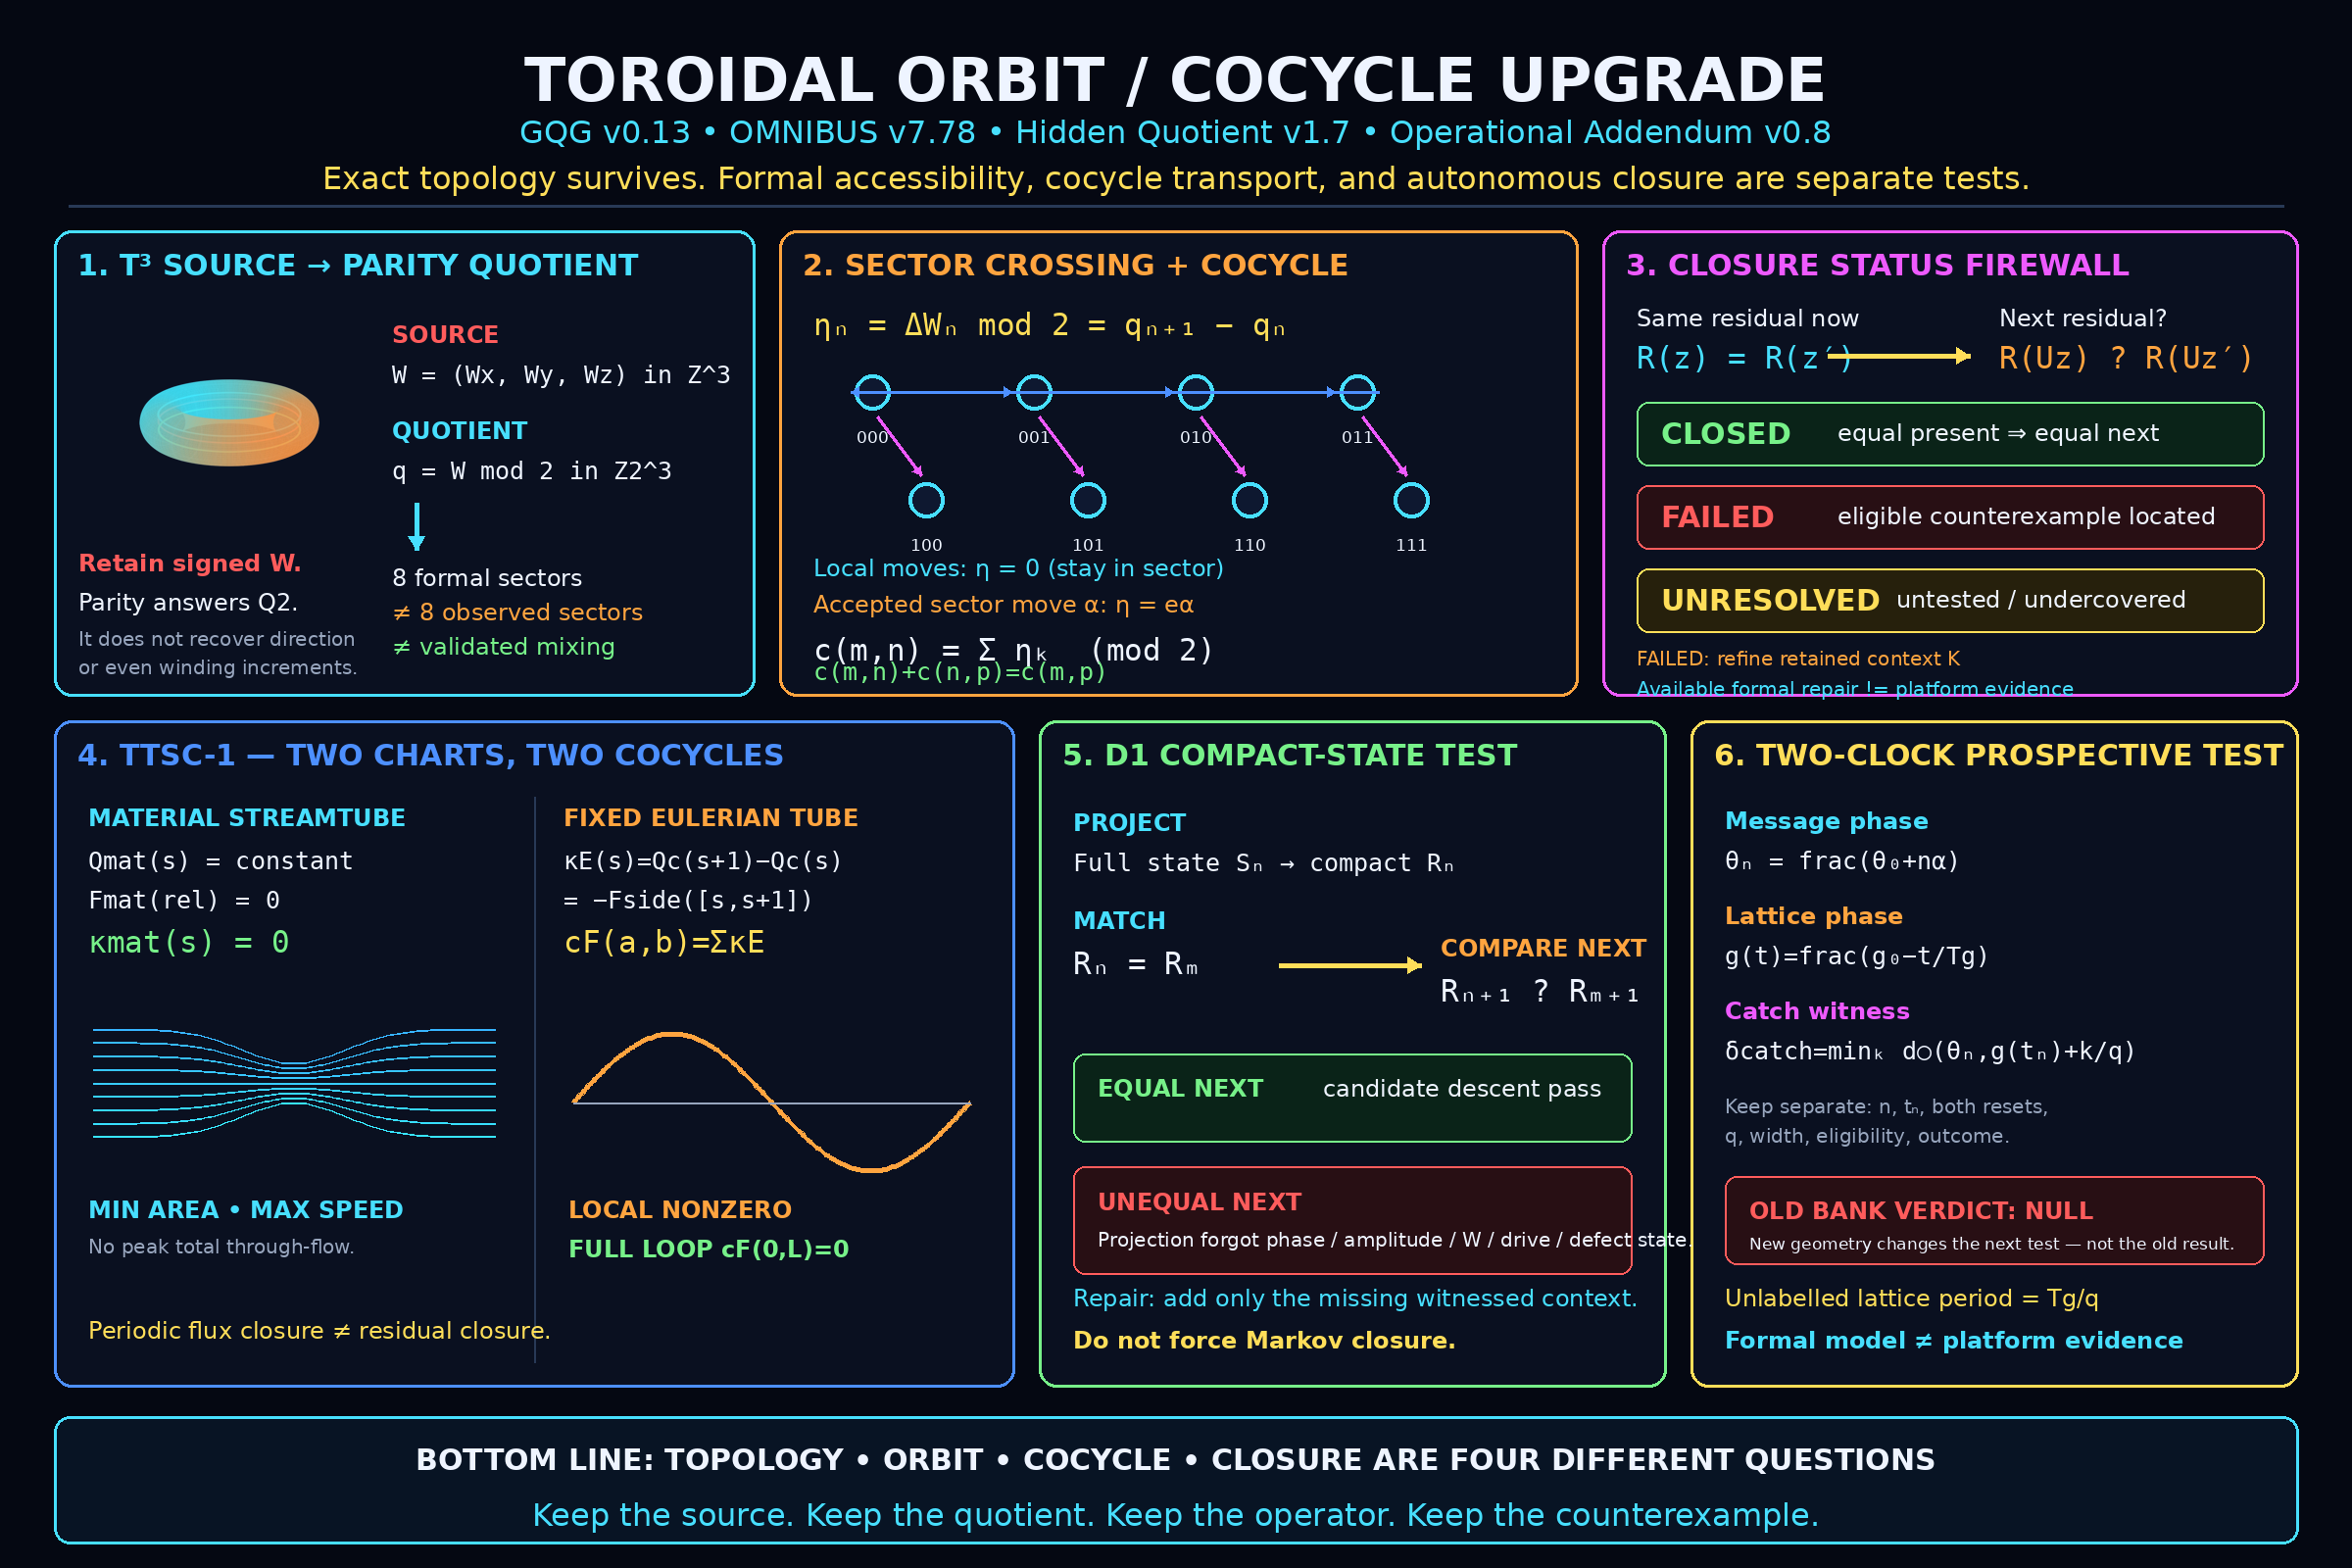 TOROIDAL ORBIT / COCYCLE UPGRADE
GQG v0.13 • OMNIBUS v7.78 • Hidden Quotient v1.7 • Operational Addendum v0.8
Exact topology survives. Formal accessibility, cocycle transport, and autonomous closure are separate tests.
1. T³ SOURCE → PARITY QUOTIENT
SOURCE
W = (Wx, Wy, Wz) in Z^3
QUOTIENT
q = W mod 2 in Z2^3
Retain signed W.
Parity answers Q2.
It does not recover direction
or even winding increments.
8 formal sectors
≠ 8 observed sectors
≠ validated mixing
2. SECTOR CROSSING + COCYCLE
ηₙ = ΔWₙ mod 2 = qₙ₊₁ − qₙ
000 001 010 011
100 101 110 111
Local moves: η = 0 (stay in sector)
Accepted sector move α: η = eα
c(m,n) = Σ ηₖ (mod 2)
c(m,n)+c(n,p)=c(m,p)
3. CLOSURE STATUS FIREWALL
Same residual now Next residual?
R(z) = R(z′) R(Uz) ? R(Uz′)
CLOSED equal present ⇒ equal next
FAILED eligible counterexample located
UNRESOLVED untested / undercovered
FAILED: refine retained context K
Available formal repair != platform evidence
4. TTSC-1 — TWO CHARTS, TWO COCYCLES
MATERIAL STREAMTUBE
Qmat(s) = constant
Fmat(rel) = 0
κmat(s) = 0
MIN AREA • MAX SPEED
No peak total through-flow.
FIXED EULERIAN TUBE
κE(s)=Qc(s+1)−Qc(s)
= −Fside([s,s+1])
cF(a,b)=ΣκE
LOCAL NONZERO
FULL LOOP cF(0,L)=0
Periodic flux closure ≠ residual closure.
5. D1 COMPACT-STATE TEST
PROJECT
Full state Sₙ → compact Rₙ
MATCH
Rₙ = Rₘ
COMPARE NEXT
Rₙ₊₁ ? Rₘ₊₁
EQUAL NEXT candidate descent pass
UNEQUAL NEXT
Projection forgot phase / amplitude / W / drive / defect state.
Repair: add only the missing witnessed context.
Do not force Markov closure.
6. TWO-CLOCK PROSPECTIVE TEST
Message phase
θₙ = frac(θ₀+nα)
Lattice phase
g(t)=frac(g₀−t/Tg)
Catch witness
δcatch=minₖ d○(θₙ,g(tₙ)+k/q)
Keep separate: n, tₙ, both resets,
q, width, eligibility, outcome.
OLD BANK VERDICT: NULL
New geometry changes the next test — not the old result.
Unlabelled lattice period = Tg/q
Formal model ≠ platform evidence
BOTTOM LINE: TOPOLOGY • ORBIT • COCYCLE • CLOSURE ARE FOUR DIFFERENT QUESTIONS
Keep the source. Keep the quotient. Keep the operator. Keep the counterexample.